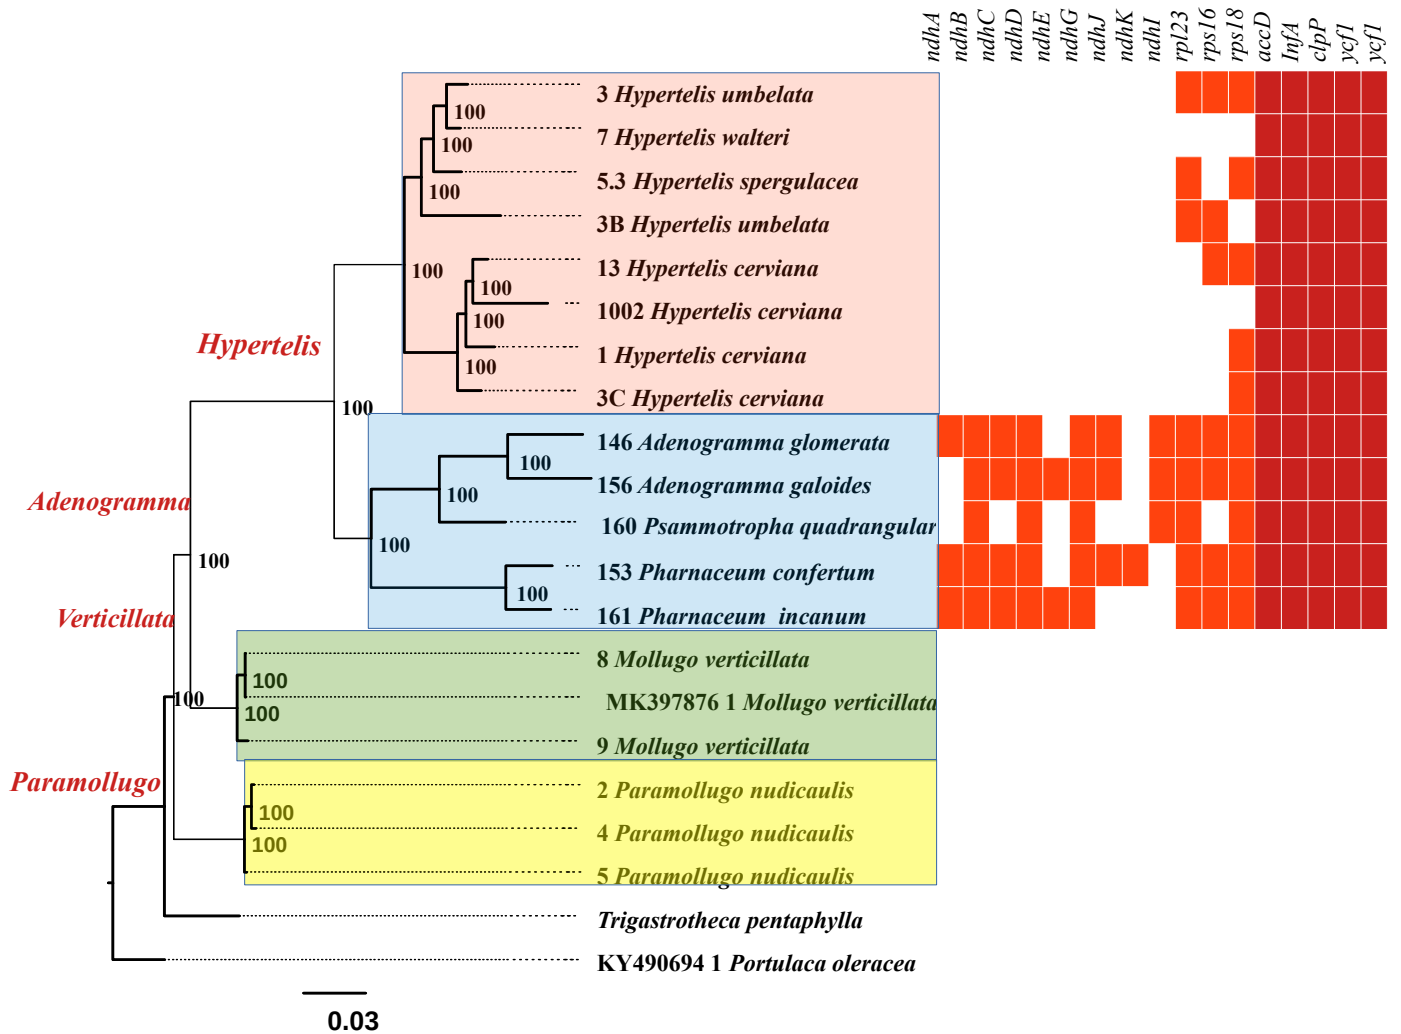 ndhA ndhB ndhC ndhD ndhE ndhG ndhJ ndhK ndhI rpl23 rps16 rps18 accD InfA clpP ycf1 ycf1
3 Hypertelis umbelata
100
7 Hypertelis walteri
100
5.3 Hypertelis spergulacea
100
3B Hypertelis umbelata
13 Hypertelis cerviana
100
100
1002 Hypertelis cerviana
100
Hypertelis
1 Hypertelis cerviana
100
3C Hypertelis cerviana
100
146 Adenogramma glomerata
100
156 Adenogramma galoides
100
Adenogramma
160 Psammotropha quadrangular
100
100
153 Pharnaceum confertum
100
161 Pharnaceum incanum
Verticillata
8 Mollugo verticillata
100
100
MK397876 1 Mollugo verticillata
100
9 Mollugo verticillata
Paramollugo
2 Paramollugo nudicaulis
100
4 Paramollugo nudicaulis
100
5 Paramollugo nudicaulis
Trigastrotheca pentaphylla
KY490694 1 Portulaca oleracea
0.03